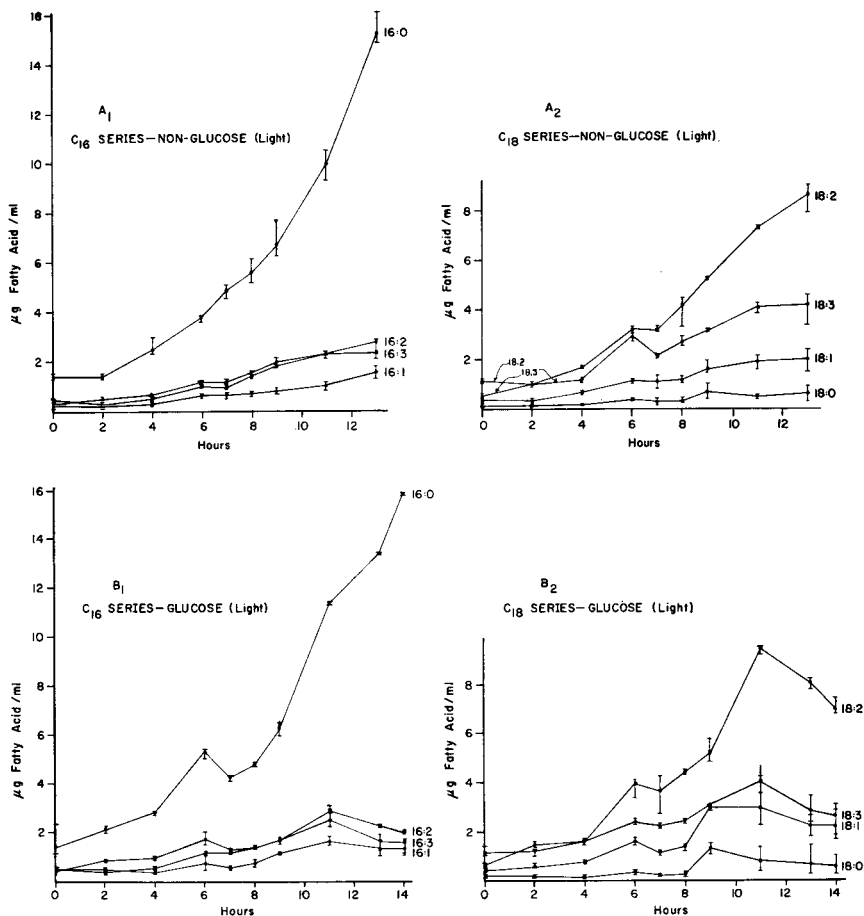 16
14
12
10
8
6
4
2
μg Fatty Acid/ml
A1
C16 SERIES—NON-GLUCOSE (Light)
16:0
16:2
16:3
16:1
0 2 4 6 8 10 12
Hours
8
6
4
2
μg Fatty Acid/ml
A2
C18 SERIES—NON-GLUCOSE (Light)
18:2
18:3
18:2
18:3
18:1
18:0
0 2 4 6 8 10 12
Hours
16
14
12
10
8
6
4
2
μg Fatty Acid/ml
B1
C16 SERIES—GLUCOSE (Light)
16:0
16:2
16:3
16:1
0 2 4 6 8 10 12 14
Hours
8
6
4
2
μg Fatty Acid/ml
B2
C18 SERIES—GLUCOSE (Light)
18:2
18:3
18:1
18:0
0 2 4 6 8 10 12 14
Hours